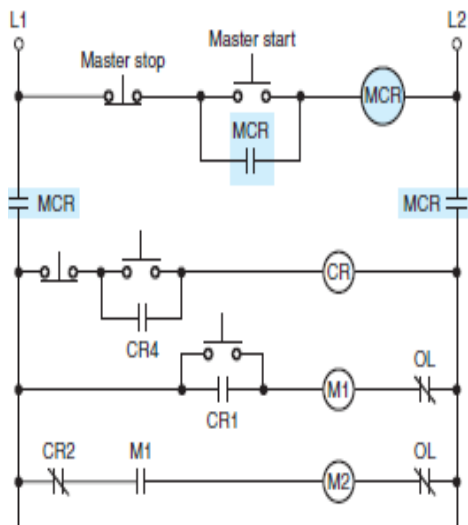 L1
L2
Master start
Master stop
MCR
MCR
MCR
MCR
CR
CR4
OL
M1
CR1
CR2
M1
OL
M2